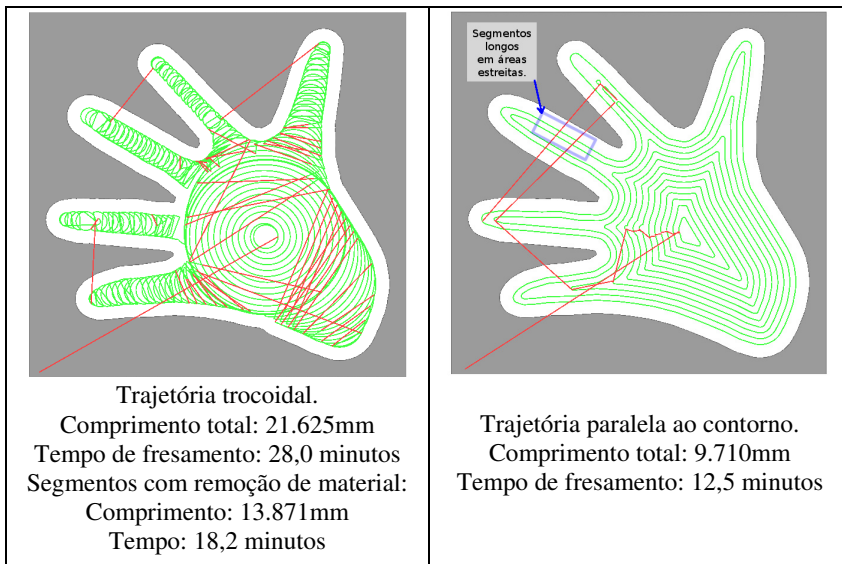 Segmentos
longos
em áreas
estreitas.
Trajetória trocoidal.
Comprimento total: 21.625mm
Tempo de fresamento: 28,0 minutos
Segmentos com remoção de material:
Comprimento: 13.871mm
Tempo: 18,2 minutos
Trajetória paralela ao contorno.
Comprimento total: 9.710mm
Tempo de fresamento: 12,5 minutos